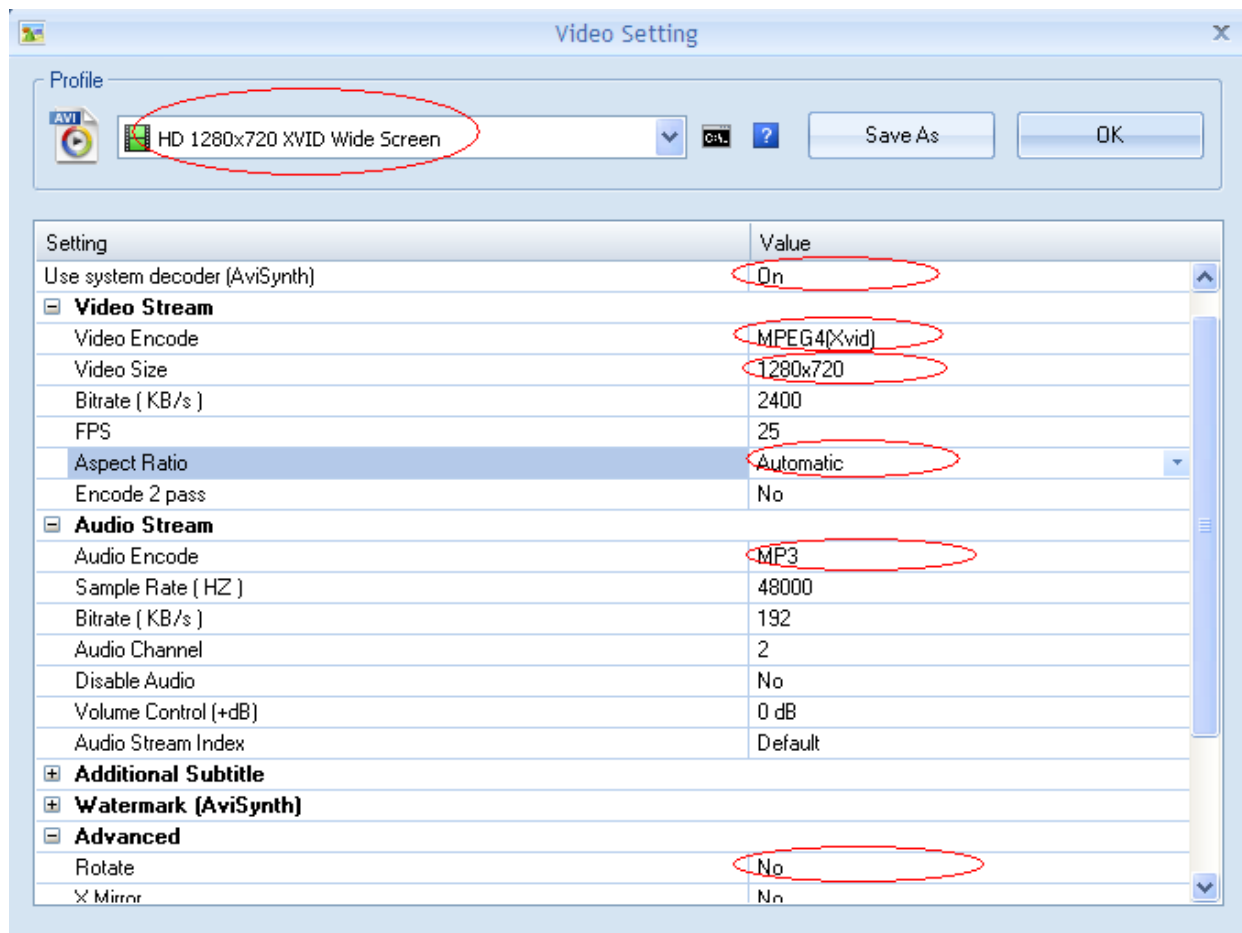 Video Setting
Profile
AVI
HD 1280x720 XVID Wide Screen
C:\.
?
Save As
OK
Setting Value
Use system decoder (AviSynth) On
Video Stream
Video Encode MPEG4(Xvid)
Video Size 1280x720
Bitrate ( KB/s ) 2400
FPS 25
Aspect Ratio Automatic
Encode 2 pass No
Audio Stream
Audio Encode MP3
Sample Rate ( HZ ) 48000
Bitrate ( KB/s ) 192
Audio Channel 2
Disable Audio No
Volume Control (+dB) 0 dB
Audio Stream Index Default
Additional Subtitle
Watermark (AviSynth)
Advanced
Rotate No
X Mirror No